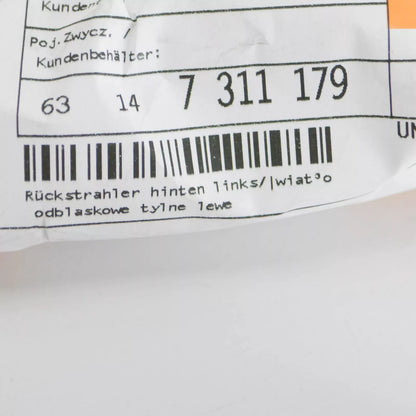 Kunden
Poj. Zwycz.
Kundenbehälter:
63 14 7 311 179
UN
Rückstrahler hinten links/|wiat³o
odblaskowe tylne lewe